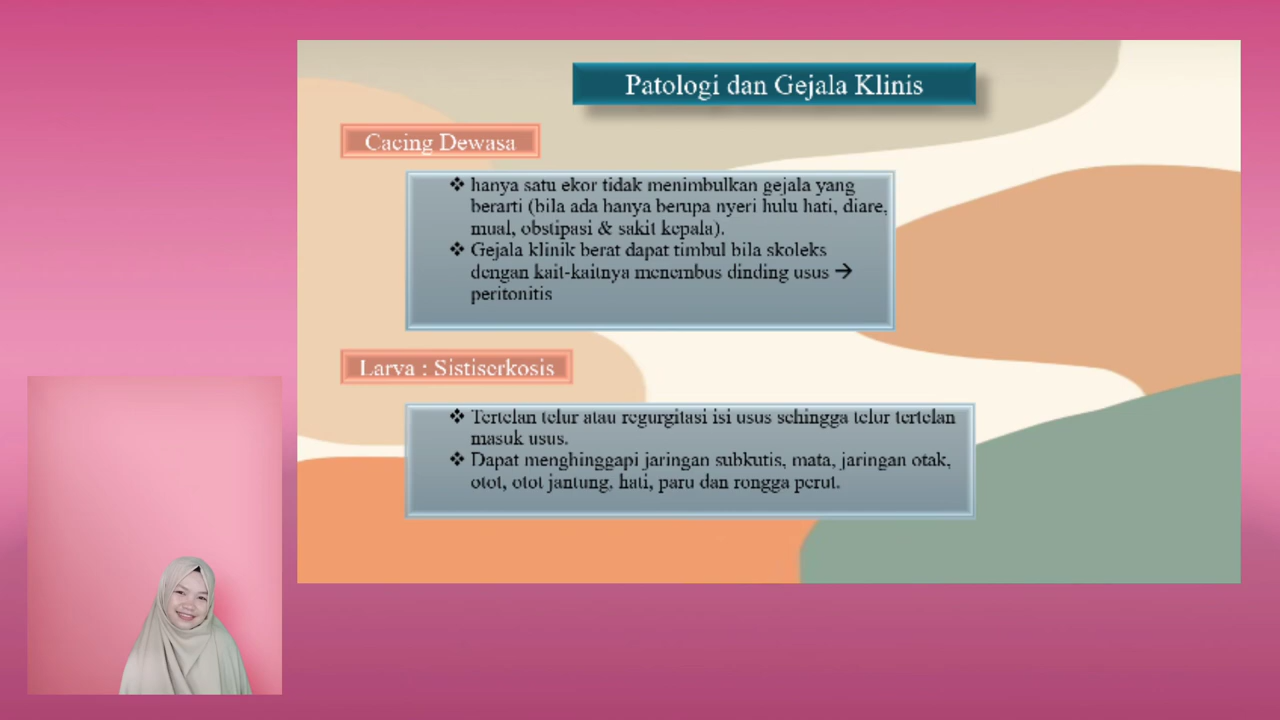 Patologi dan Gejala Klinis
Cacing Dewasa
❖ hanya satu ekor tidak menimbulkan gejala yang
berarti (bila ada hanya berupa nyeri hulu hati, diare,
mual, obstipasi & sakit kepala).
❖ Gejala klinik berat dapat timbul bila skoleks
dengan kait-kaitnya menembus dinding usus →
peritonitis
Larva : Sistiserkosis
❖ Tertelan telur atau regurgitasi isi usus sehingga telur tertelan
masuk usus.
❖ Dapat menghinggapi jaringan subkutis, mata, jaringan otak,
otot, otot jantung, hati, paru dan rongga perut.